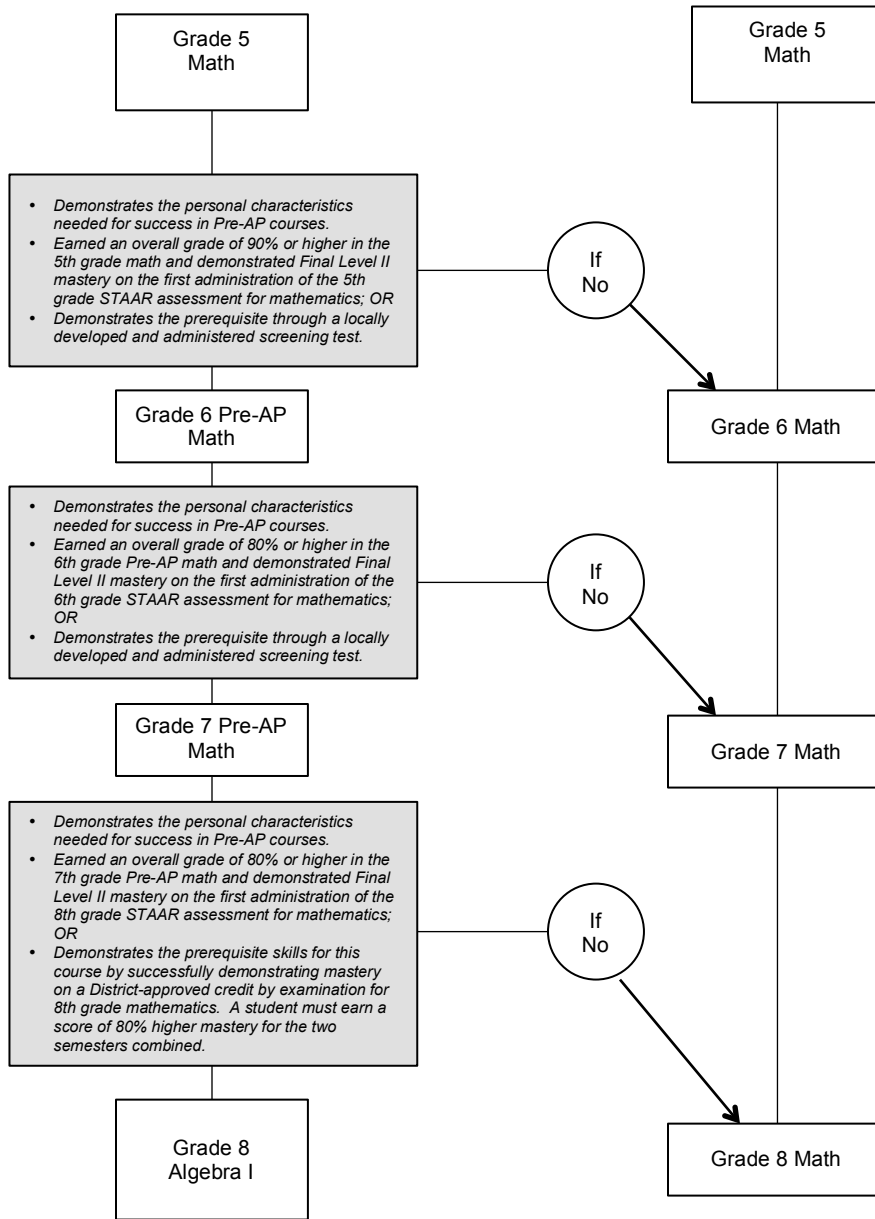 Grade 5
Math
Grade 5
Math
• Demonstrates the personal characteristics
needed for success in Pre-AP courses.
• Earned an overall grade of 90% or higher in the
5th grade math and demonstrated Final Level II
mastery on the first administration of the 5th
grade STAAR assessment for mathematics; OR
• Demonstrates the prerequisite through a locally
developed and administered screening test.
If
No
Grade 6 Pre-AP
Math
Grade 6 Math
• Demonstrates the personal characteristics
needed for success in Pre-AP courses.
• Earned an overall grade of 80% or higher in the
6th grade Pre-AP math and demonstrated Final
Level II mastery on the first administration of the
6th grade STAAR assessment for mathematics;
OR
• Demonstrates the prerequisite through a locally
developed and administered screening test.
If
No
Grade 7 Pre-AP
Math
Grade 7 Math
• Demonstrates the personal characteristics
needed for success in Pre-AP courses.
• Earned an overall grade of 80% or higher in the
7th grade Pre-AP math and demonstrated Final
Level II mastery on the first administration of the
8th grade STAAR assessment for mathematics;
OR
• Demonstrates the prerequisite skills for this
course by successfully demonstrating mastery
on a District-approved credit by examination for
8th grade mathematics.  A student must earn a
score of 80% higher mastery for the two
semesters combined.
If
No
Grade 8
Algebra I
Grade 8 Math